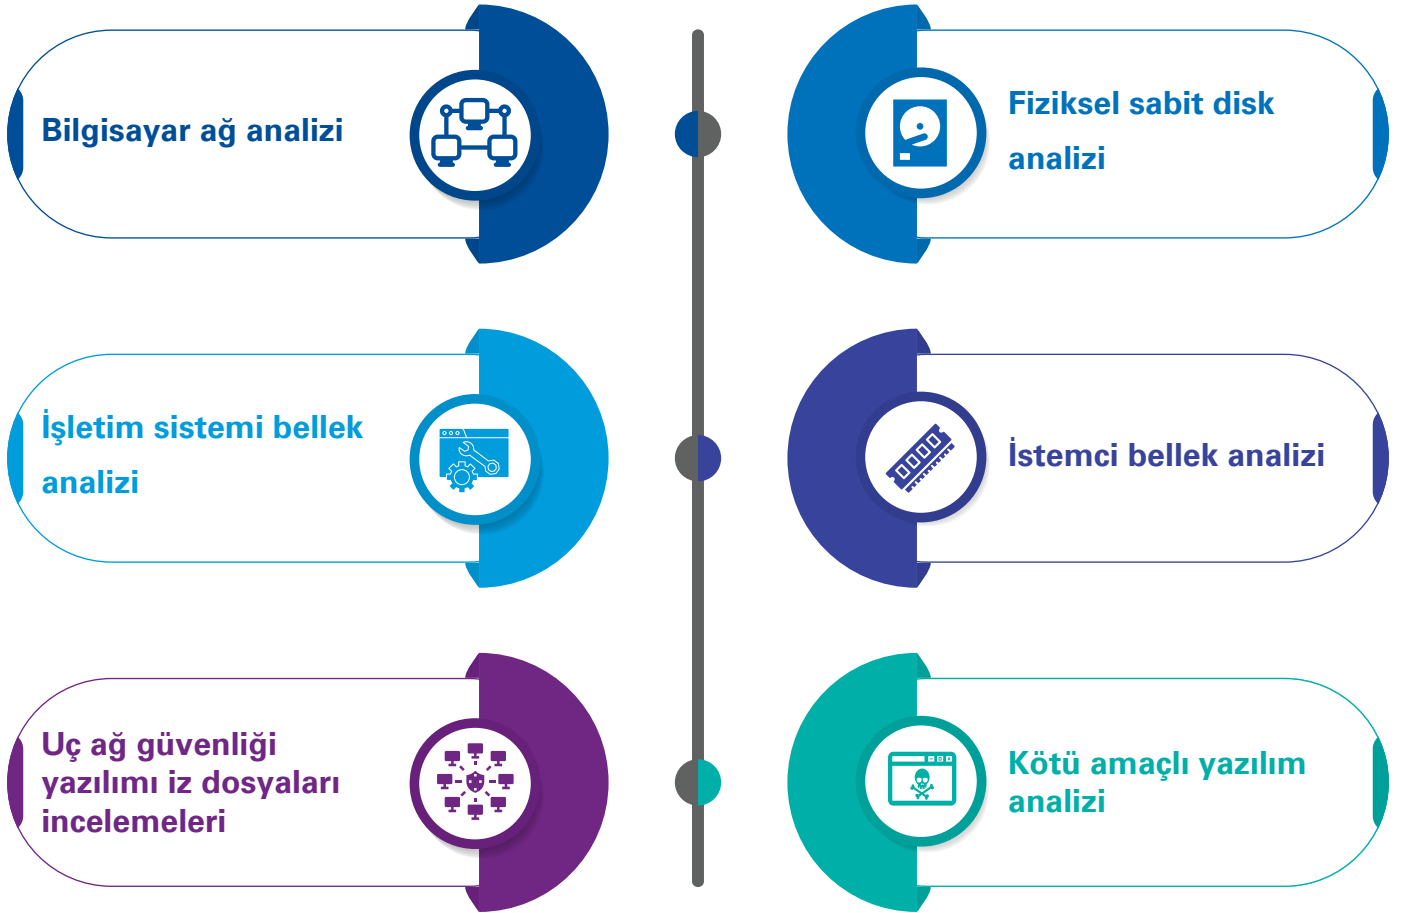 Bilgisayar ağ analizi
Fiziksel sabit disk
analizi
İşletim sistemi bellek
analizi
İstemci bellek analizi
Uç ağ güvenliği
yazılımı iz dosyaları
incelemeleri
Kötü amaçlı yazılım
analizi